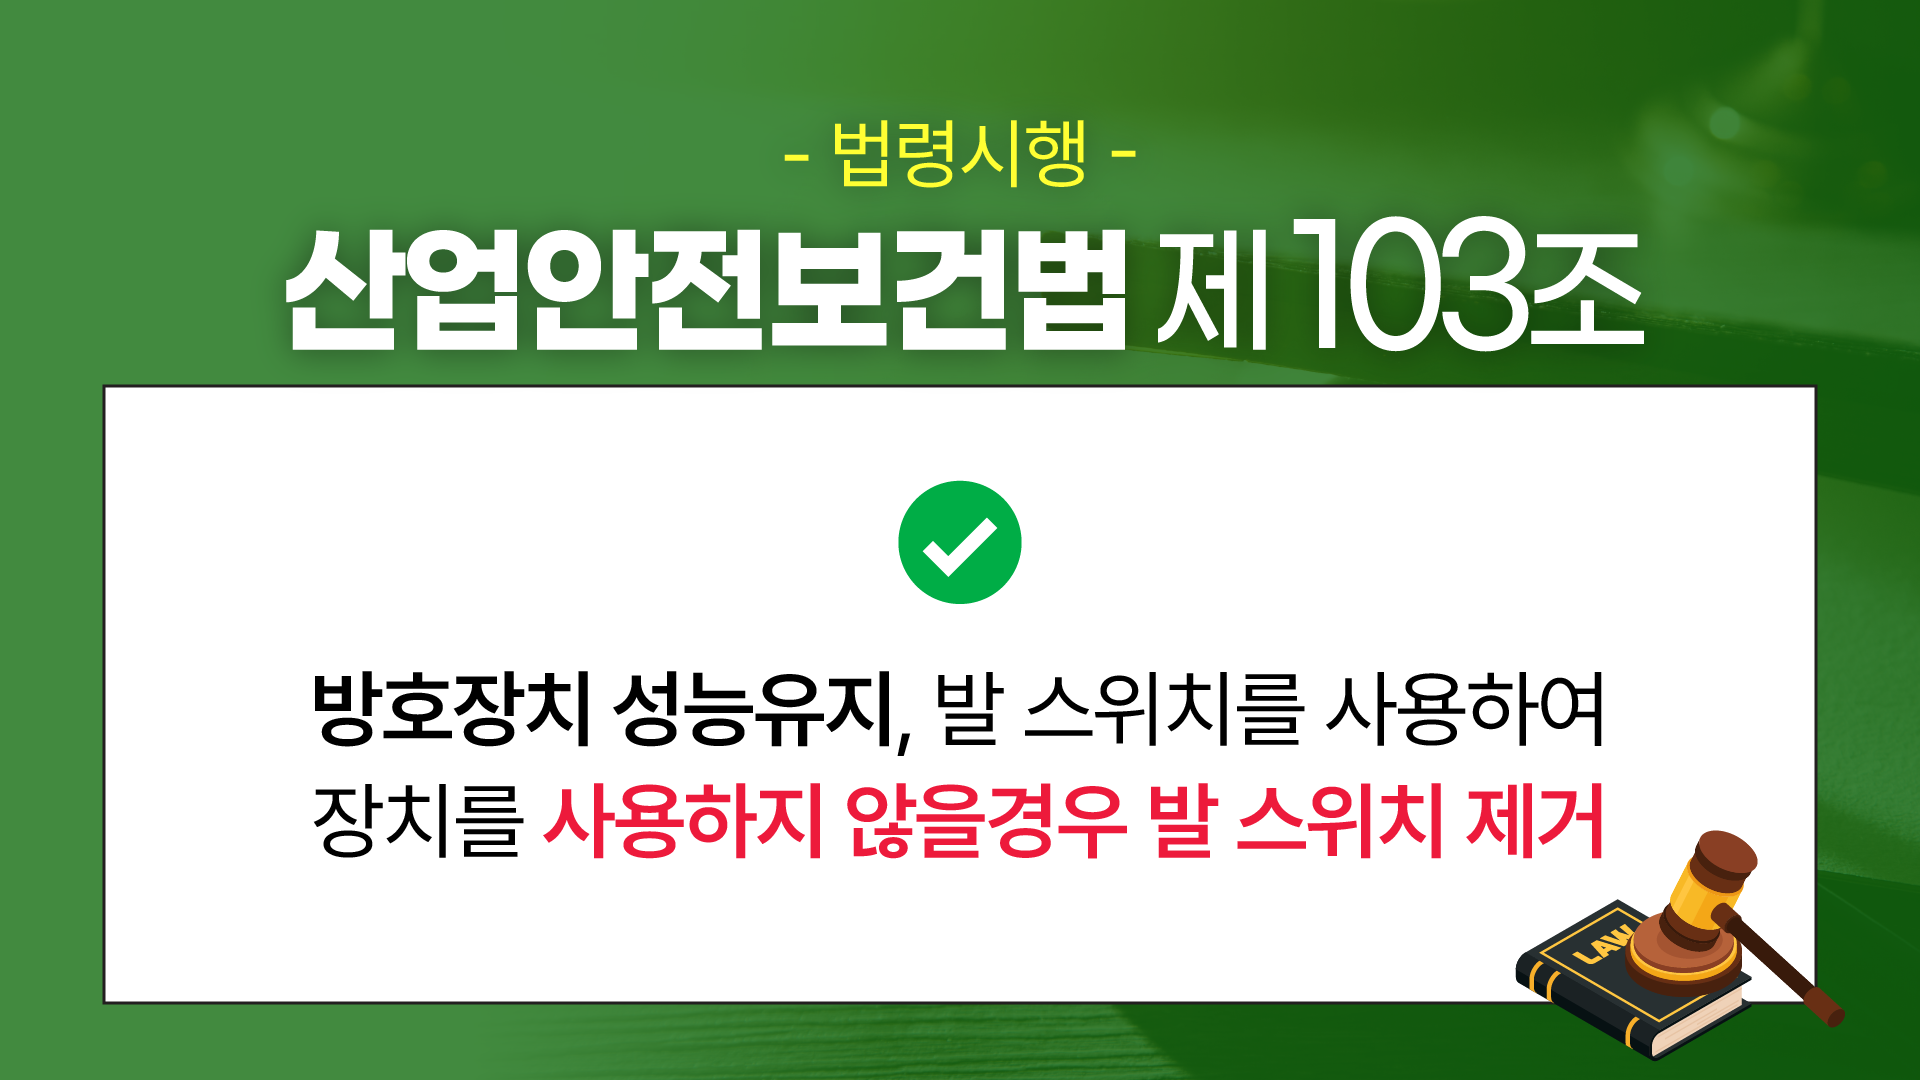 - 법령시행 -
산업안전보건법 제103조
방호장치 성능유지, 발 스위치를 사용하여
장치를 사용하지 않을경우 발 스위치 제거
LAW